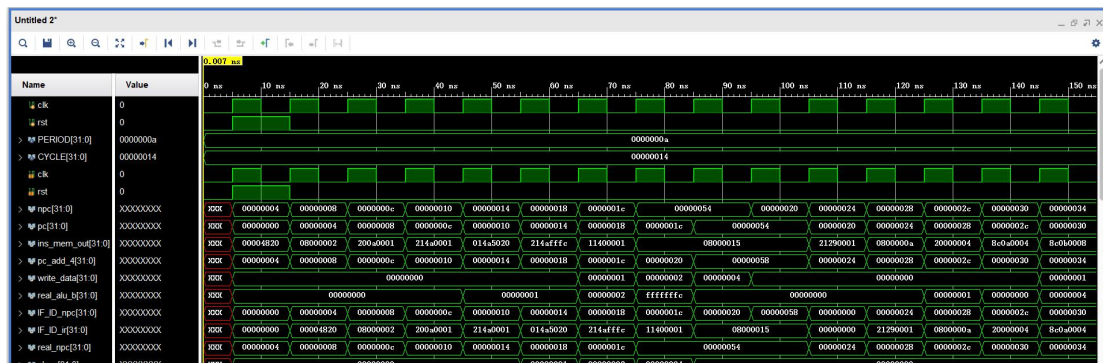 Untitled 2*
0.007 ns
Name Value 0 ns 10 ns 20 ns 30 ns 40 ns 50 ns 60 ns 70 ns 80 ns 90 ns 100 ns 110 ns 120 ns 130 ns 140 ns 150 ns
clk 0
rst 0
PERIOD[31:0] 0000000a 0000000a
CYCLE[31:0] 00000014 00000014
clk 0
rst 0
npc[31:0] XXXXXXXX XXX 00000004 00000008 0000000c 00000010 00000014 00000018 0000001c 00000054 00000020 00000024 00000028 0000002c 00000030 00000034
pc[31:0] XXXXXXXX XXX 00000000 00000004 00000008 0000000c 00000010 00000014 00000018 0000001c 00000054 00000020 00000024 00000028 0000002c 00000030
ins_mem_out[31:0] XXXXXXXX XXX 00004820 08000002 200a0001 214a0001 014a5020 214afffc 11400001 08000015 21290001 0800000a 20000004 8c0a0004 8c0b0008
pc_add_4[31:0] XXXXXXXX XXX 00000004 00000008 0000000c 00000010 00000014 00000018 0000001c 00000020 00000058 00000024 00000028 0000002c 00000030 00000034
write_data[31:0] XXXXXXXX XXX 00000000 00000001 00000002 00000004 00000000 00000001
real_alu_b[31:0] XXXXXXXX XXX 00000000 00000001 00000002 fffffffc 00000000 00000001 00000000 00000004
IF_ID_npc[31:0] XXXXXXXX XXX 00000000 00000004 00000008 0000000c 00000010 00000014 00000018 0000001c 00000020 00000058 00000000 00000024 00000028 0000002c 00000030
IF_ID_ir[31:0] XXXXXXXX XXX 00000000 00004820 08000002 200a0001 214a0001 014a5020 214afffc 11400001 08000015 00000000 21290001 0800000a 20000004 8c0a0004
real_npc[31:0] XXXXXXXX XXX 00000004 00000008 0000000c 00000010 00000014 00000018 0000001c 00000054 00000024 00000028 0000002c 00000030 00000034